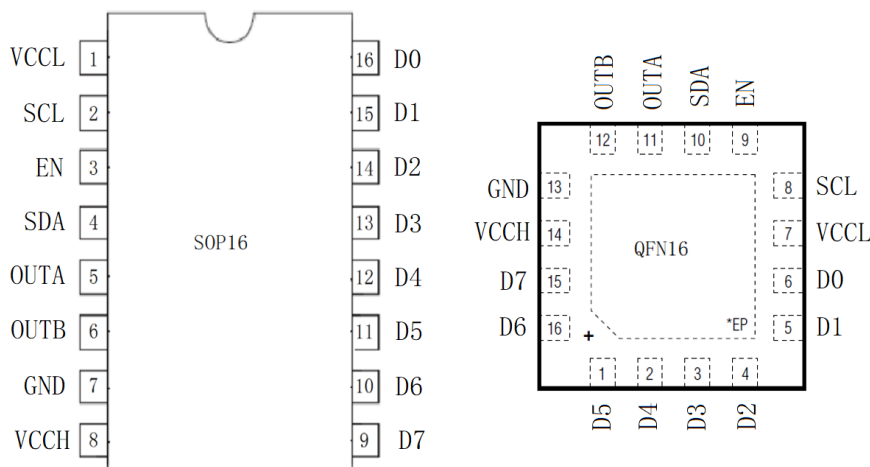 VCCL 1 16 D0
SCL 2 15 D1
EN 3 14 D2
SDA 4 13 D3
SOP16
OUTA 5 12 D4
OUTB 6 11 D5
GND 7 10 D6
VCCH 8 9 D7
OUTB OUTA SDA EN
12 11 10 9
GND 13 8 SCL
VCCH 14 7 VCCL
QFN16
D7 15 6 D0
D6 16 + *EP 5 D1
1 2 3 4
D5 D4 D3 D2